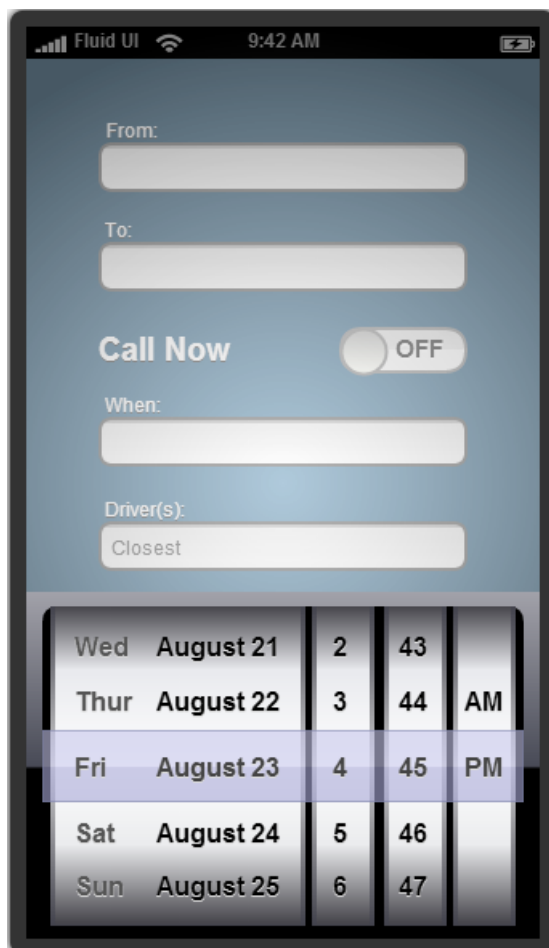 Fluid UI 9:42 AM
From:
To:
Call Now OFF
When:
Driver(s):
Closest
Wed August 21 2 43
Thur August 22 3 44 AM
Fri August 23 4 45 PM
Sat August 24 5 46
Sun August 25 6 47